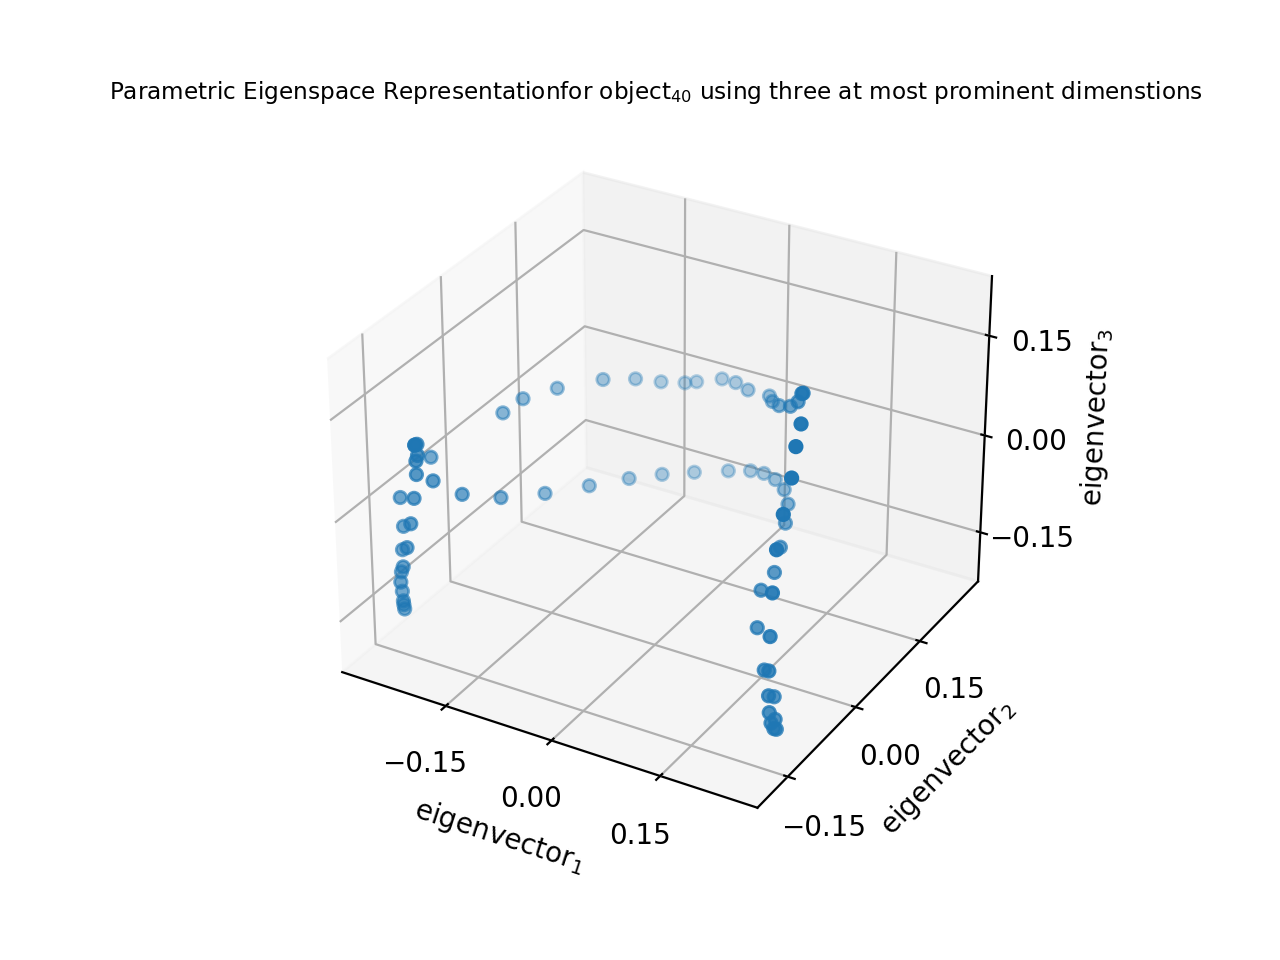 Parametric Eigenspace Representationfor object₄₀ using three at most prominent dimenstions
0.15
0.00
−0.15
eigenvector₃
0.15
0.00
−0.15
eigenvector₂
−0.15
0.00
0.15
eigenvector₁